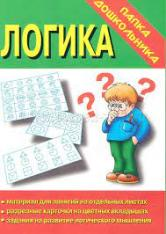 ПАПКА
ДОШКОЛЬНИКА
ЛОГИКА
? ? ?
• материал для занятий на отдельных листах
• разрезные карточки на цветных вкладышах
• задания на развитие логического мышления